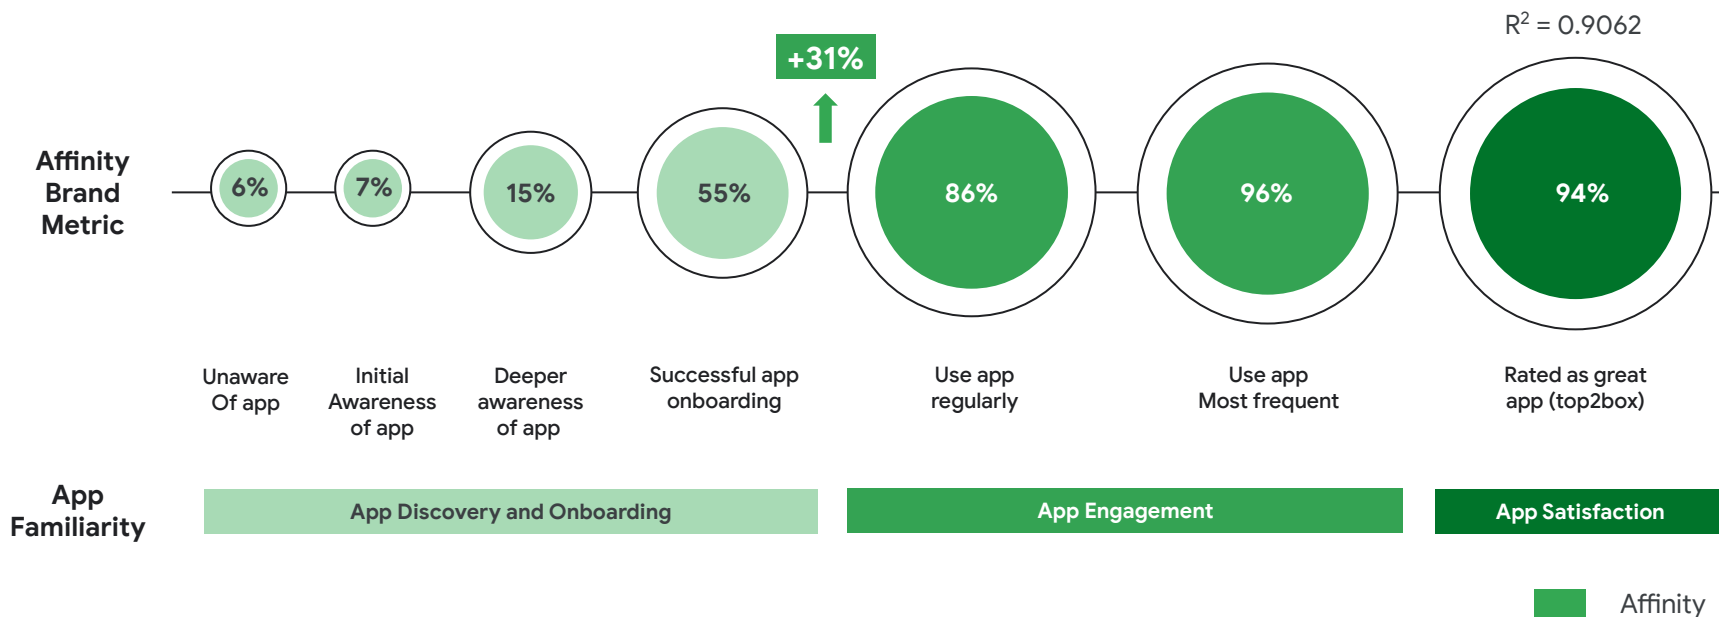 R² = 0.9062
+31%
Affinity
Brand
Metric
6%
7%
15%
55%
86%
96%
94%
Unaware
Of app
Initial
Awareness
of app
Deeper
awareness
of app
Successful app
onboarding
Use app
regularly
Use app
Most frequent
Rated as great
app (top2box)
App
Familiarity
App Discovery and Onboarding
App Engagement
App Satisfaction
Affinity